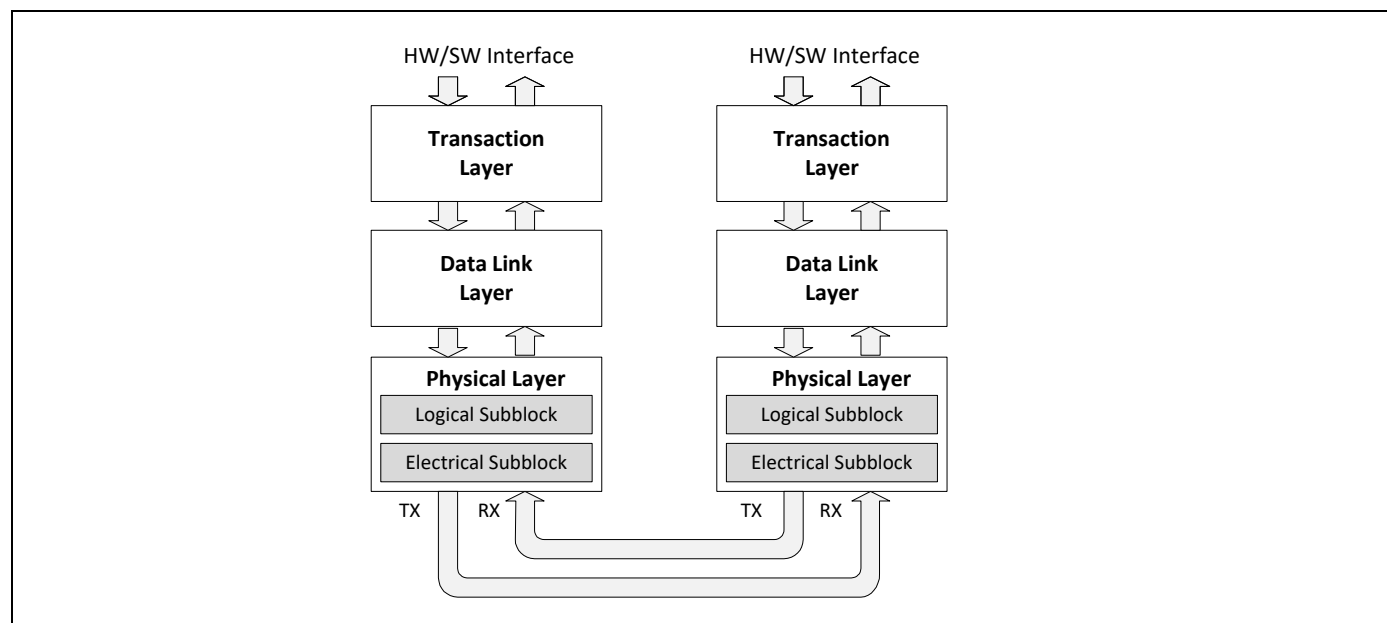 HW/SW Interface
Transaction
Layer
Data Link
Layer
Physical Layer
Logical Subblock
Electrical Subblock
TX RX
HW/SW Interface
Transaction
Layer
Data Link
Layer
Physical Layer
Logical Subblock
Electrical Subblock
TX RX